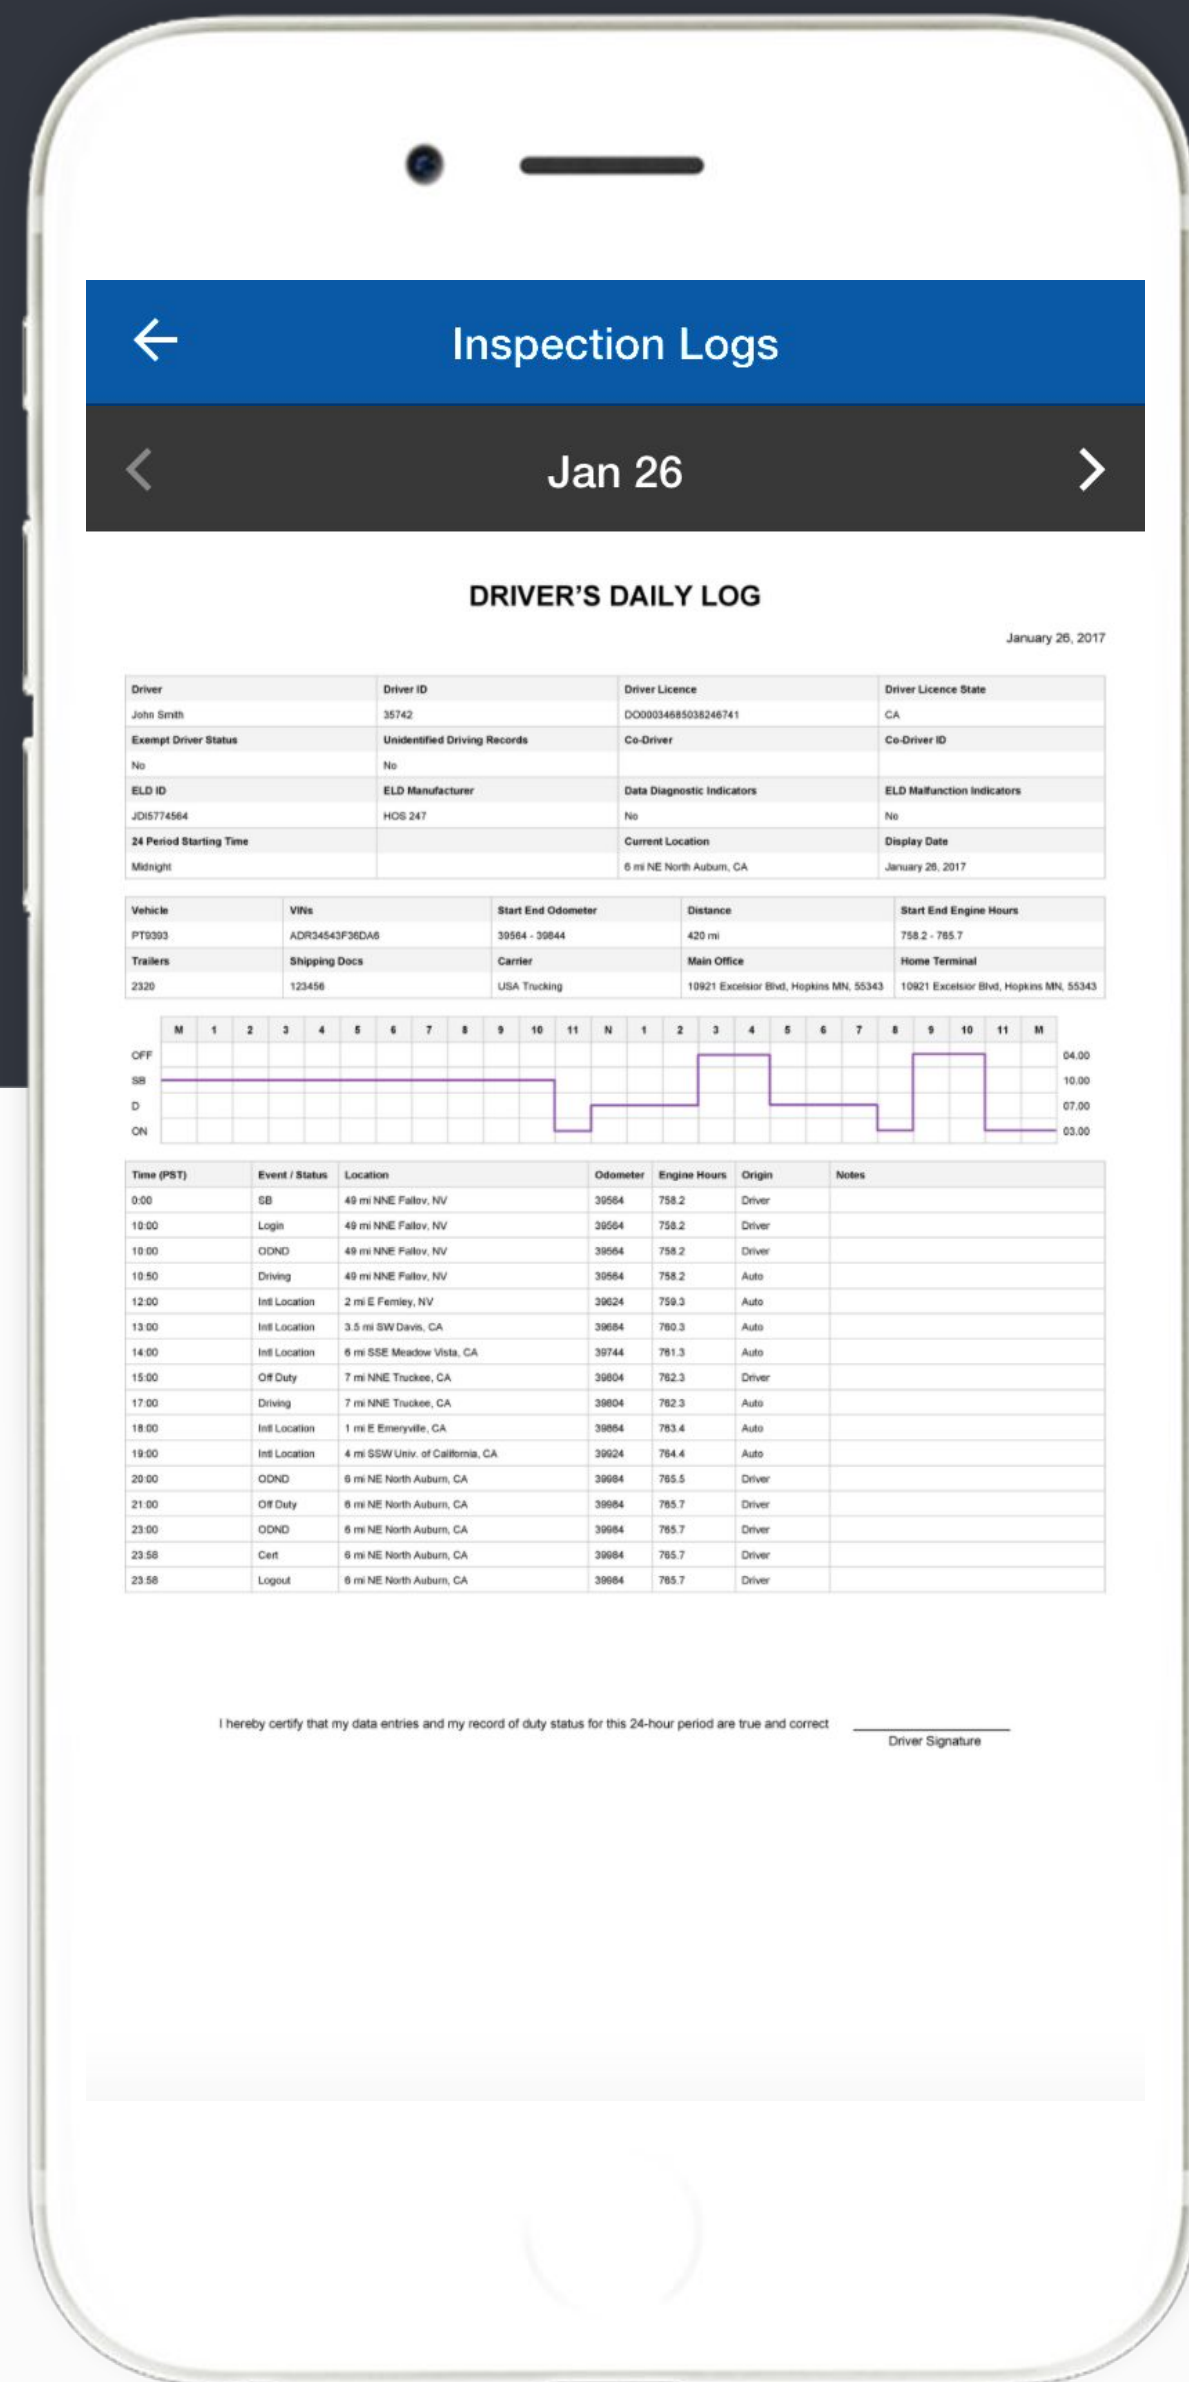 Inspection Logs
Jan 26
DRIVER'S DAILY LOG
January 26, 2017
Driver Driver ID Driver Licence Driver Licence State
John Smith 35742 DO00034685038246741 CA
Exempt Driver Status Unidentified Driving Records Co-Driver Co-Driver ID
No No
ELD ID ELD Manufacturer Data Diagnostic Indicators ELD Malfunction Indicators
JDI5774564 HOS 247 No No
24 Period Starting Time Current Location Display Date
Midnight 6 mi NE North Auburn, CA January 26, 2017
Vehicle VINs Start End Odometer Distance Start End Engine Hours
PT9393 ADR34543F36DA6 39564 - 39844 420 mi 758.2 - 765.7
Trailers Shipping Docs Carrier Main Office Home Terminal
2320 123456 USA Trucking 10921 Excelsior Blvd, Hopkins MN, 55343 10921 Excelsior Blvd, Hopkins MN, 55343
M 1 2 3 4 5 6 7 8 9 10 11 N 1 2 3 4 5 6 7 8 9 10 11 M
OFF 04.00
SB 10.00
D 07.00
ON 03.00
Time (PST) Event / Status Location Odometer Engine Hours Origin Notes
0:00 SB 49 mi NNE Fallov, NV 39564 758.2 Driver
10:00 Login 49 mi NNE Fallov, NV 39564 758.2 Driver
10:00 ODND 49 mi NNE Fallov, NV 39564 758.2 Driver
10:50 Driving 49 mi NNE Fallov, NV 39564 758.2 Auto
12:00 Intl Location 2 mi E Fernley, NV 39624 759.3 Auto
13:00 Intl Location 3.5 mi SW Davis, CA 39684 760.3 Auto
14:00 Intl Location 6 mi SSE Meadow Vista, CA 39744 761.3 Auto
15:00 Off Duty 7 mi NNE Truckee, CA 39804 762.3 Driver
17:00 Driving 7 mi NNE Truckee, CA 39804 762.3 Auto
18:00 Intl Location 1 mi E Emeryville, CA 39864 763.4 Auto
19:00 Intl Location 4 mi SSW Univ. of California, CA 39924 764.4 Auto
20:00 ODND 6 mi NE North Auburn, CA 39984 765.5 Driver
21:00 Off Duty 6 mi NE North Auburn, CA 39984 765.7 Driver
23:00 ODND 6 mi NE North Auburn, CA 39984 765.7 Driver
23:58 Cert 6 mi NE North Auburn, CA 39984 765.7 Driver
23:58 Logout 6 mi NE North Auburn, CA 39984 765.7 Driver
I hereby certify that my data entries and my record of duty status for this 24-hour period are true and correct
Driver Signature